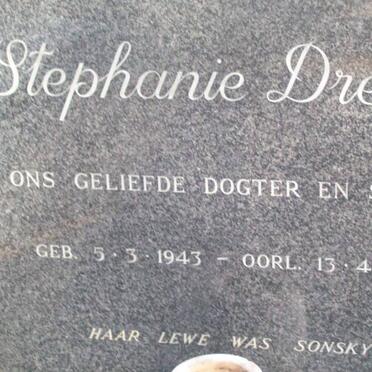 Stephanie Dre
ONS GELIEFDE DOGTER EN S
GEB. 5·3·1943 – OORL. 13·4
HAAR LEWE WAS SONSKY